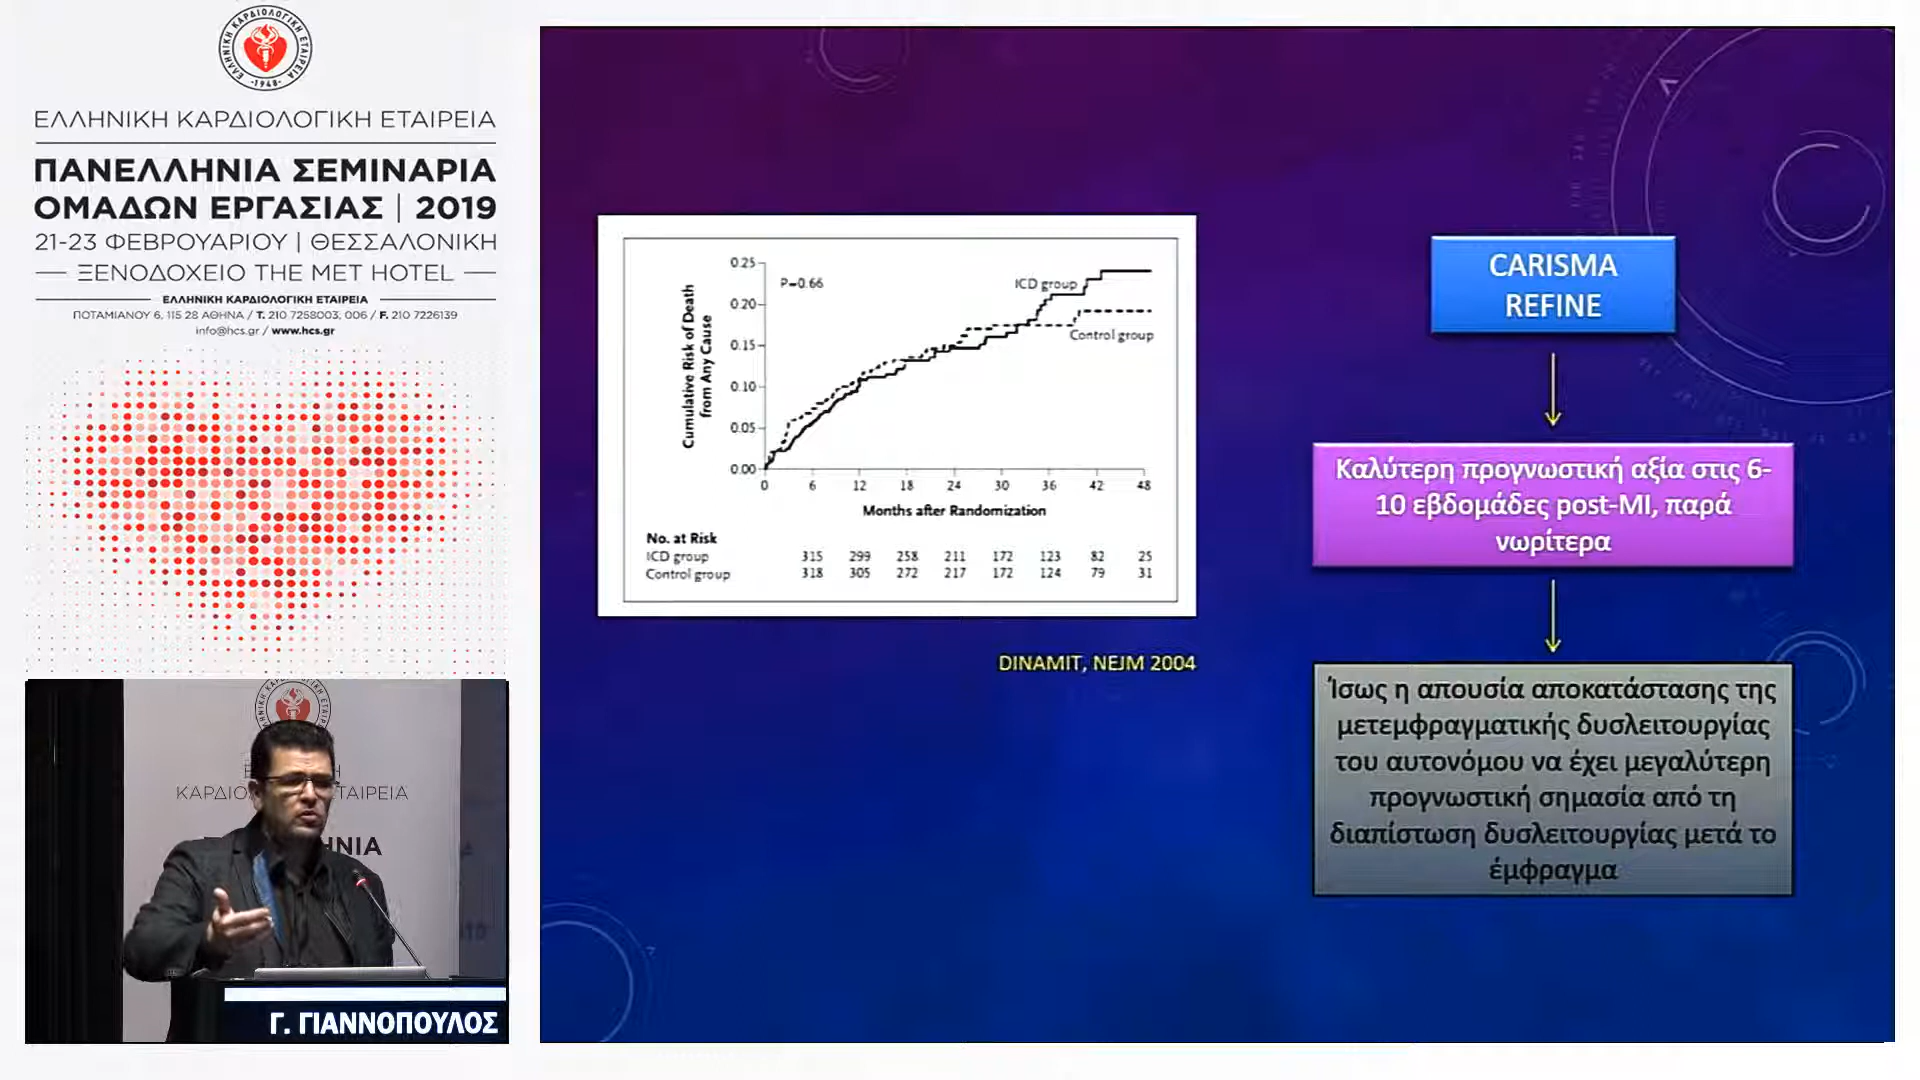 ΕΛΛΗΝΙΚΗ ΚΑΡΔΙΟΛΟΓΙΚΗ ΕΤΑΙΡΕΙΑ
·1948·
ΕΛΛΗΝΙΚΗ ΚΑΡΔΙΟΛΟΓΙΚΗ ΕΤΑΙΡΕΙΑ
ΠΑΝΕΛΛΗΝΙΑ ΣΕΜΙΝΑΡΙΑ
ΟΜΑΔΩΝ ΕΡΓΑΣΙΑΣ | 2019
21-23 ΦΕΒΡΟΥΑΡΙΟΥ | ΘΕΣΣΑΛΟΝΙΚΗ
ΞΕΝΟΔΟΧΕΙΟ THE MET HOTEL
ΕΛΛΗΝΙΚΗ ΚΑΡΔΙΟΛΟΓΙΚΗ ΕΤΑΙΡΕΙΑ
ΠΟΤΑΜΙΑΝΟΥ 6, 115 28 ΑΘΗΝΑ / Τ. 210 7258003, 006 / F. 210 7226139
info@hcs.gr / www.hcs.gr
Γ. ΓΙΑΝΝΟΠΟΥΛΟΣ
Cumulative Risk of Death
from Any Cause
0.25
0.20
0.15
0.10
0.05
0.00
P=0.66
ICD group
Control group
0 6 12 18 24 30 36 42 48
Months after Randomization
No. at Risk
ICD group 315 299 258 211 172 123 82 25
Control group 318 305 272 217 172 124 79 31
DINAMIT, NEJM 2004
CARISMA
REFINE
Καλύτερη προγνωστική αξία στις 6-
10 εβδομάδες post-MI, παρά
νωρίτερα
Ίσως η απουσία αποκατάστασης της
μετεμφραγματικής δυσλειτουργίας
του αυτονόμου να έχει μεγαλύτερη
προγνωστική σημασία από τη
διαπίστωση δυσλειτουργίας μετά το
έμφραγμα